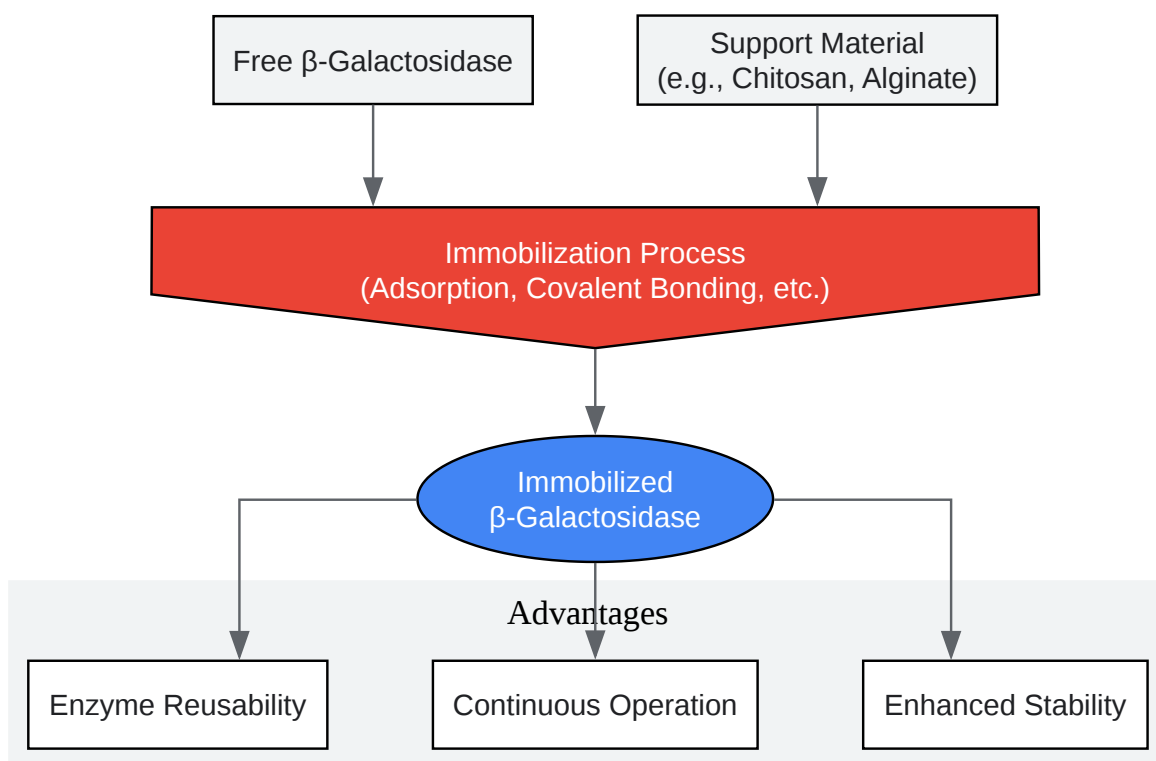 Free β-Galactosidase
Support Material
(e.g., Chitosan, Alginate)
Immobilization Process
(Adsorption, Covalent Bonding, etc.)
Immobilized
β-Galactosidase
Advantages
Enzyme Reusability
Continuous Operation
Enhanced Stability